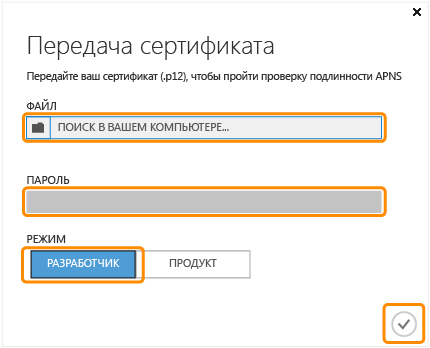 Передача сертификата
Передайте ваш сертификат (.p12), чтобы пройти проверку подлинности APNS
ФАЙЛ
ПОИСК В ВАШЕМ КОМПЬЮТЕРЕ...
ПАРОЛЬ
РЕЖИМ
РАЗРАБОТЧИК ПРОДУКТ